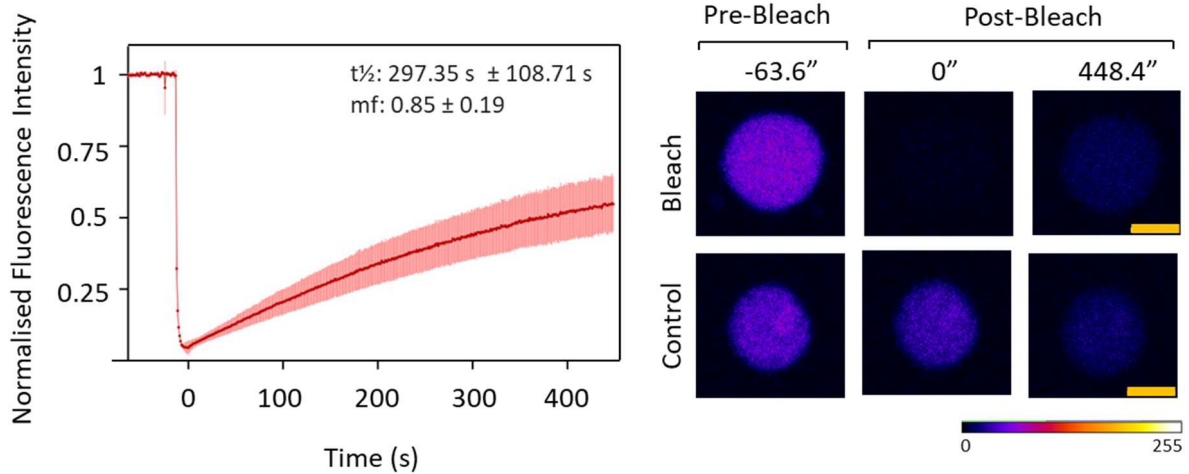 Normalised Fluorescence Intensity
1
0.75
0.5
0.25
t½: 297.35 s ± 108.71 s
mf: 0.85 ± 0.19
0 100 200 300 400
Time (s)
Pre-Bleach Post-Bleach
-63.6” 0” 448.4”
Bleach
Control
0 255